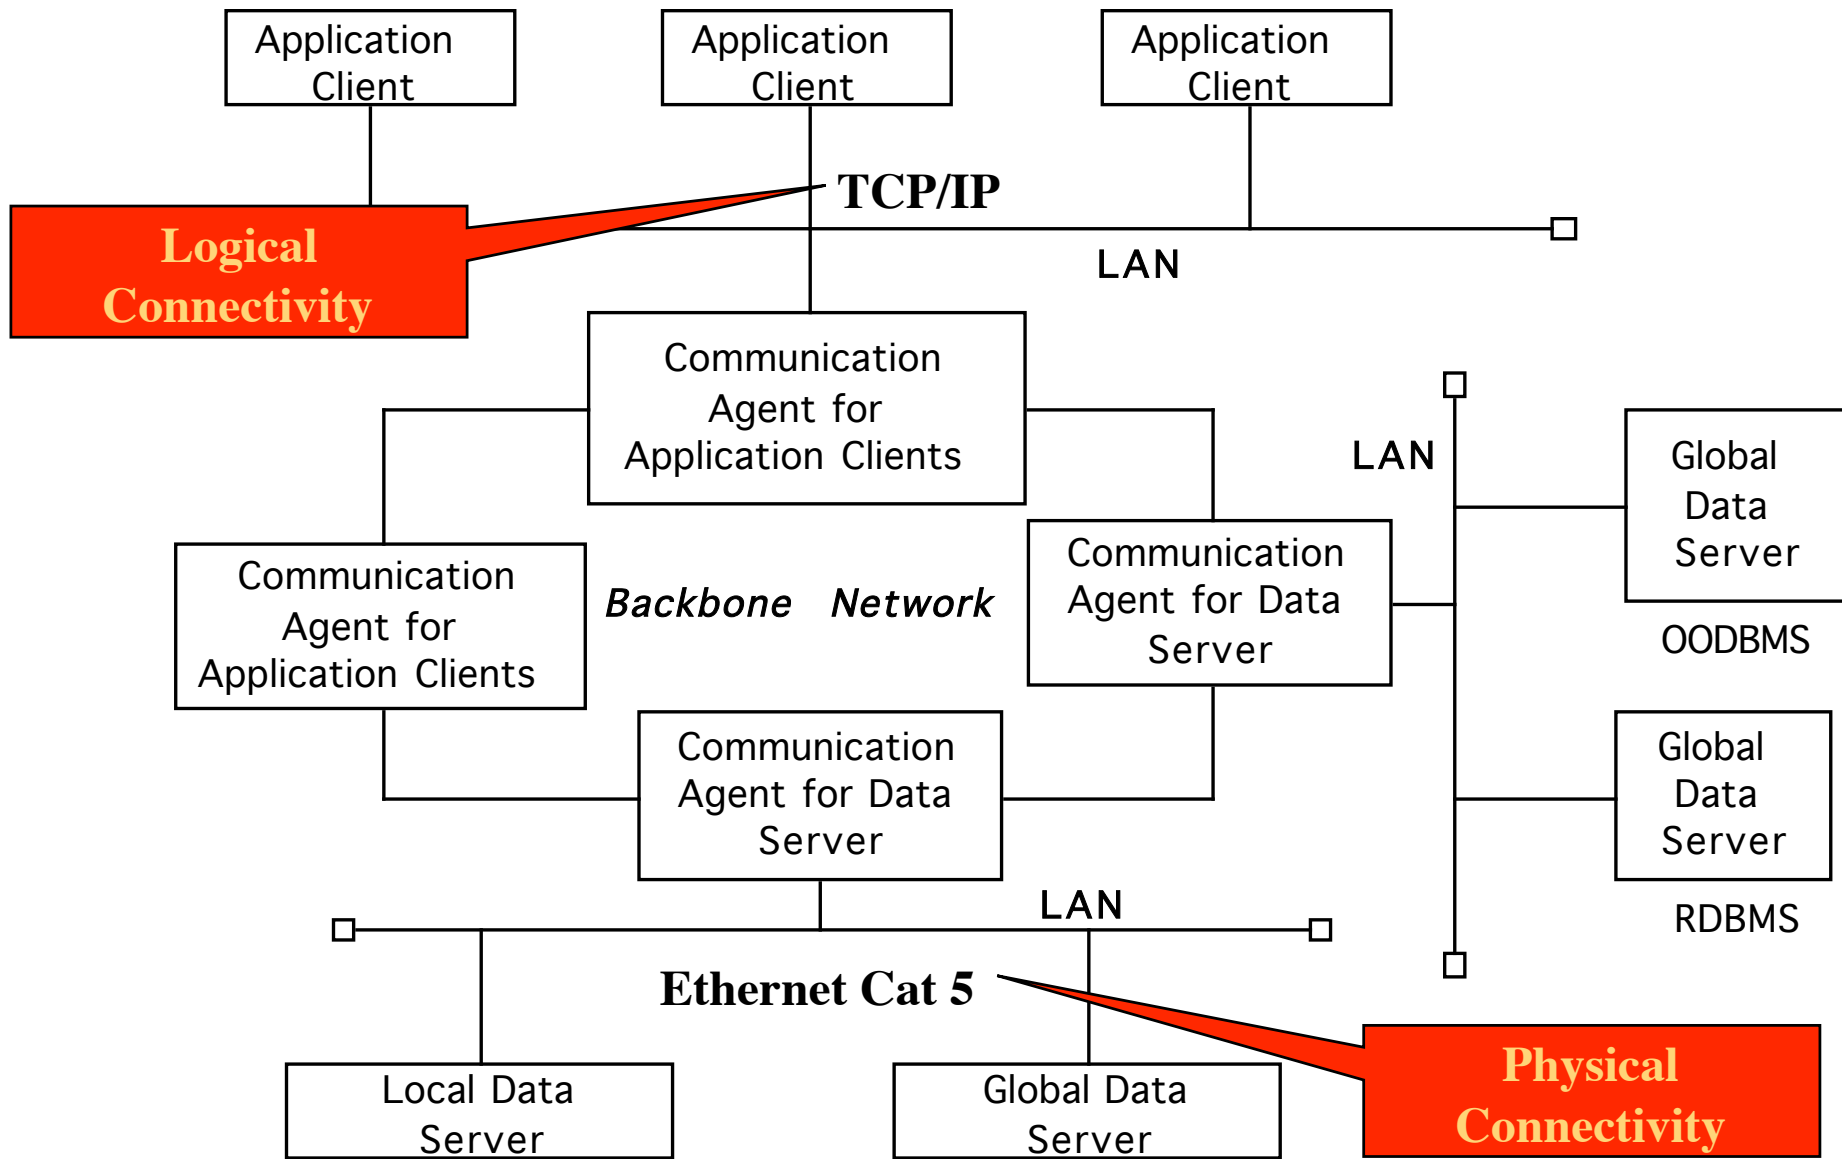 Application
Client
Application
Client
Application
Client
TCP/IP
Logical
Connectivity
LAN
Communication
Agent for
Application Clients
LAN
Global
Data
Server
OODBMS
Communication
Agent for
Application Clients
Backbone Network
Communication
Agent for Data
Server
Communication
Agent for Data
Server
Global
Data
Server
RDBMS
LAN
Ethernet Cat 5
Physical
Connectivity
Local Data
Server
Global Data
Server